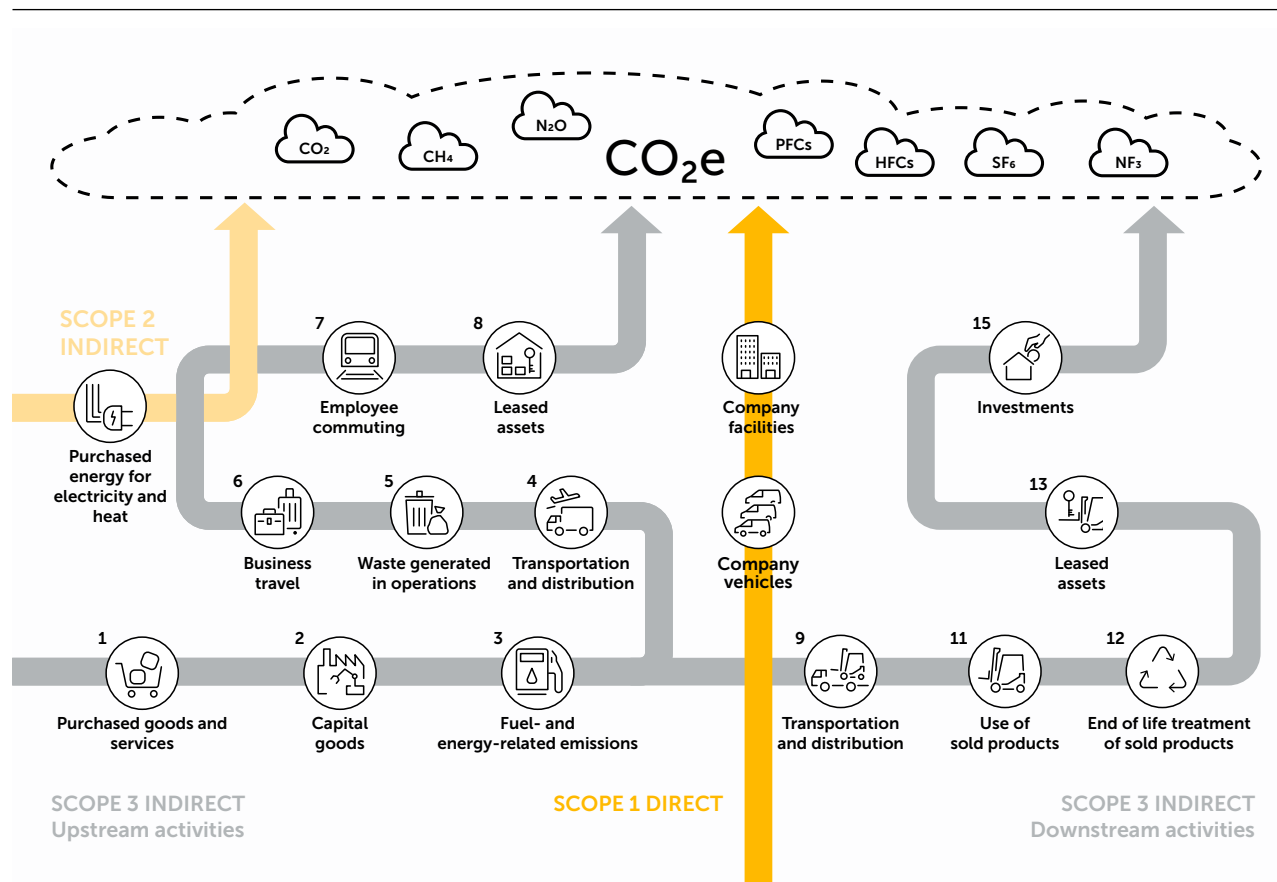 CO₂
CH₄
N₂O
CO₂e
PFCs
HFCs
SF₆
NF₃
SCOPE 2
INDIRECT
Purchased
energy for
electricity and
heat
7
Employee
commuting
8
Leased
assets
Company
facilities
15
Investments
6
Business
travel
5
Waste generated
in operations
4
Transportation
and distribution
Company
vehicles
13
Leased
assets
1
Purchased goods and
services
2
Capital
goods
3
Fuel- and
energy-related emissions
9
Transportation
and distribution
11
Use of
sold products
12
End of life treatment
of sold products
SCOPE 3 INDIRECT
Upstream activities
SCOPE 1 DIRECT
SCOPE 3 INDIRECT
Downstream activities